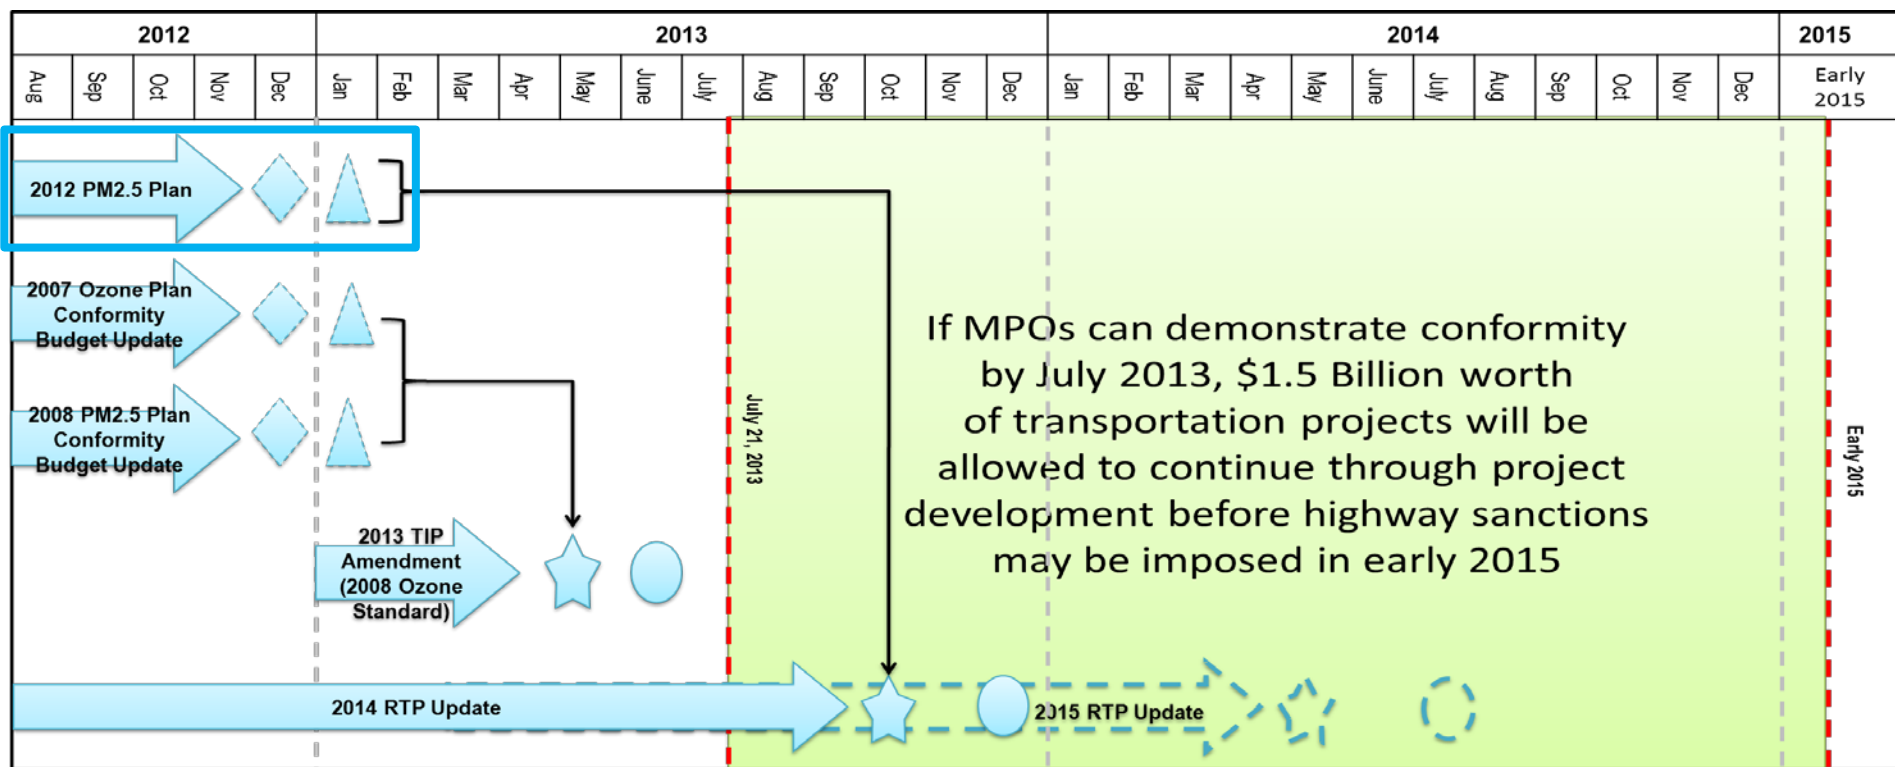 2012
2013
2014
2015
Aug
Sep
Oct
Nov
Dec
Jan
Feb
Mar
Apr
May
June
July
Aug
Sep
Oct
Nov
Dec
Jan
Feb
Mar
Apr
May
June
July
Aug
Sep
Oct
Nov
Dec
Early
2015
2012 PM2.5 Plan
2007 Ozone Plan
Conformity
Budget Update
2008 PM2.5 Plan
Conformity
Budget Update
2013 TIP
Amendment
(2008 Ozone
Standard)
July 21, 2013
If MPOs can demonstrate conformity
by July 2013, $1.5 Billion worth
of transportation projects will be
allowed to continue through project
development before highway sanctions
may be imposed in early 2015
Early 2015
2014 RTP Update
2015 RTP Update